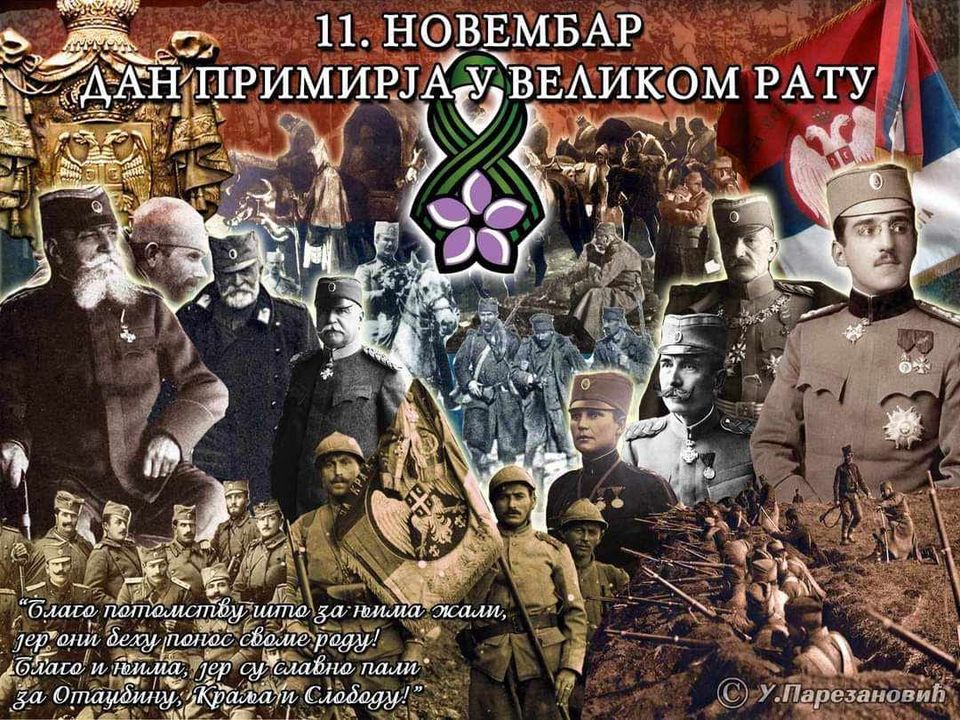 11. НОВЕМБАР
ДАН ПРИМИРЈА У ВЕЛИКОМ РАТУ
"Благо потомству што за њима жали,
јер они беху понос своме роду!
Благо и њима, јер су славно пали
за Отаџбину, Краља и Слободу!"
© У.Парезановић